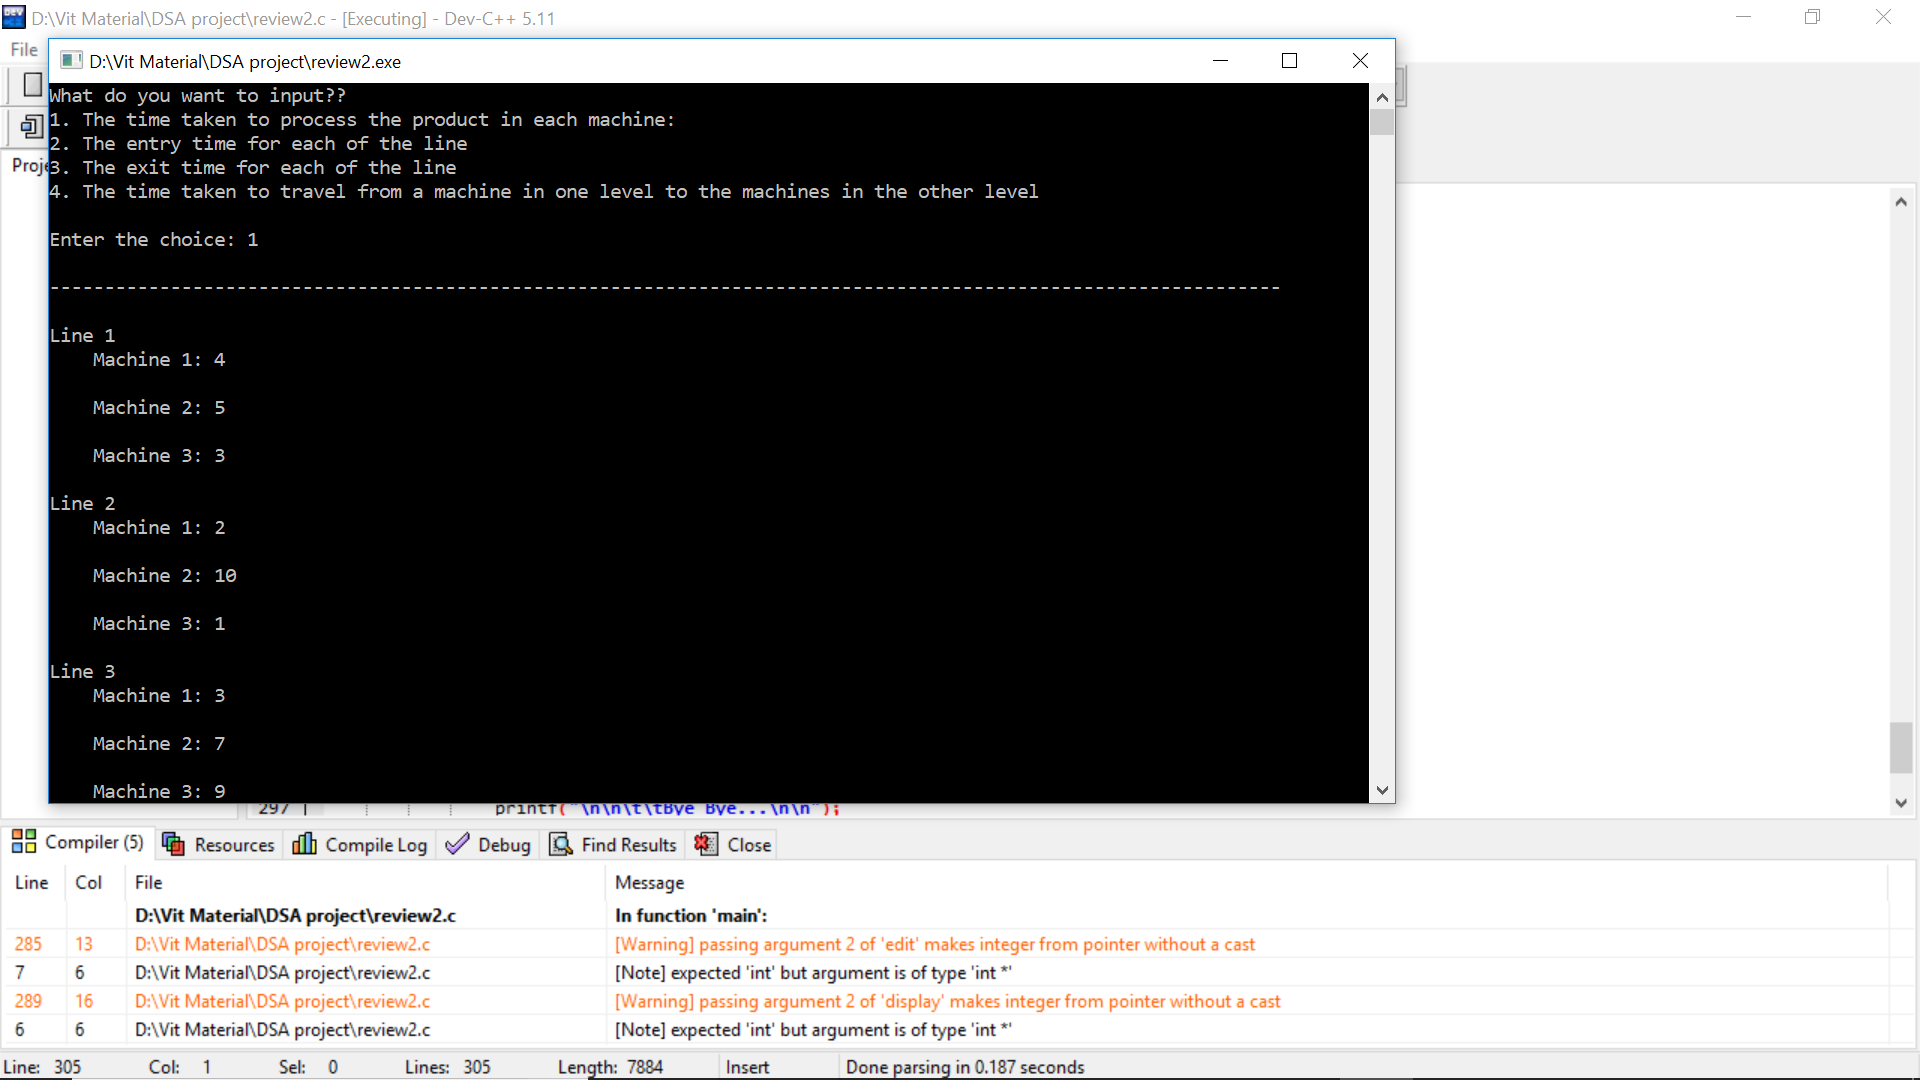 D:\Vit Material\DSA project\review2.c - [Executing] - Dev-C++ 5.11
File
D:\Vit Material\DSA project\review2.exe
What do you want to input??
1. The time taken to process the product in each machine:
2. The entry time for each of the line
3. The exit time for each of the line
4. The time taken to travel from a machine in one level to the machines in the other level
Enter the choice: 1
--------------------------------------------------------------------------------------------------------------
Line 1
Machine 1: 4
Machine 2: 5
Machine 3: 3
Line 2
Machine 1: 2
Machine 2: 10
Machine 3: 1
Line 3
Machine 1: 3
Machine 2: 7
Machine 3: 9
Proje
297 printf("\n\n\t\tBye Bye...\n\n");
Compiler (5) Resources Compile Log Debug Find Results Close
Line Col File Message
D:\Vit Material\DSA project\review2.c In function 'main':
285 13 D:\Vit Material\DSA project\review2.c [Warning] passing argument 2 of 'edit' makes integer from pointer without a cast
7 6 D:\Vit Material\DSA project\review2.c [Note] expected 'int' but argument is of type 'int *'
289 16 D:\Vit Material\DSA project\review2.c [Warning] passing argument 2 of 'display' makes integer from pointer without a cast
6 6 D:\Vit Material\DSA project\review2.c [Note] expected 'int' but argument is of type 'int *'
Line: 305 Col: 1 Sel: 0 Lines: 305 Length: 7884 Insert Done parsing in 0.187 seconds